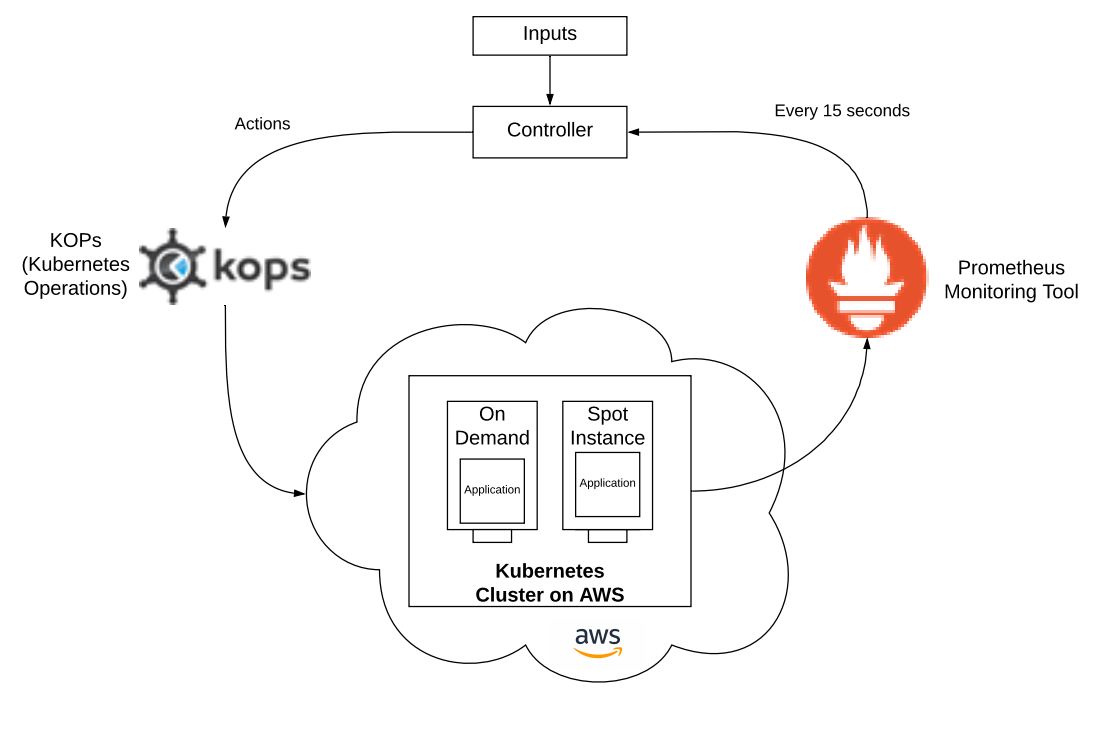 Inputs
Controller
Actions
Every 15 seconds
KOPs
(Kubernetes
Operations)
kops
Prometheus
Monitoring Tool
On
Demand
Application
Spot
Instance
Application
Kubernetes
Cluster on AWS
aws